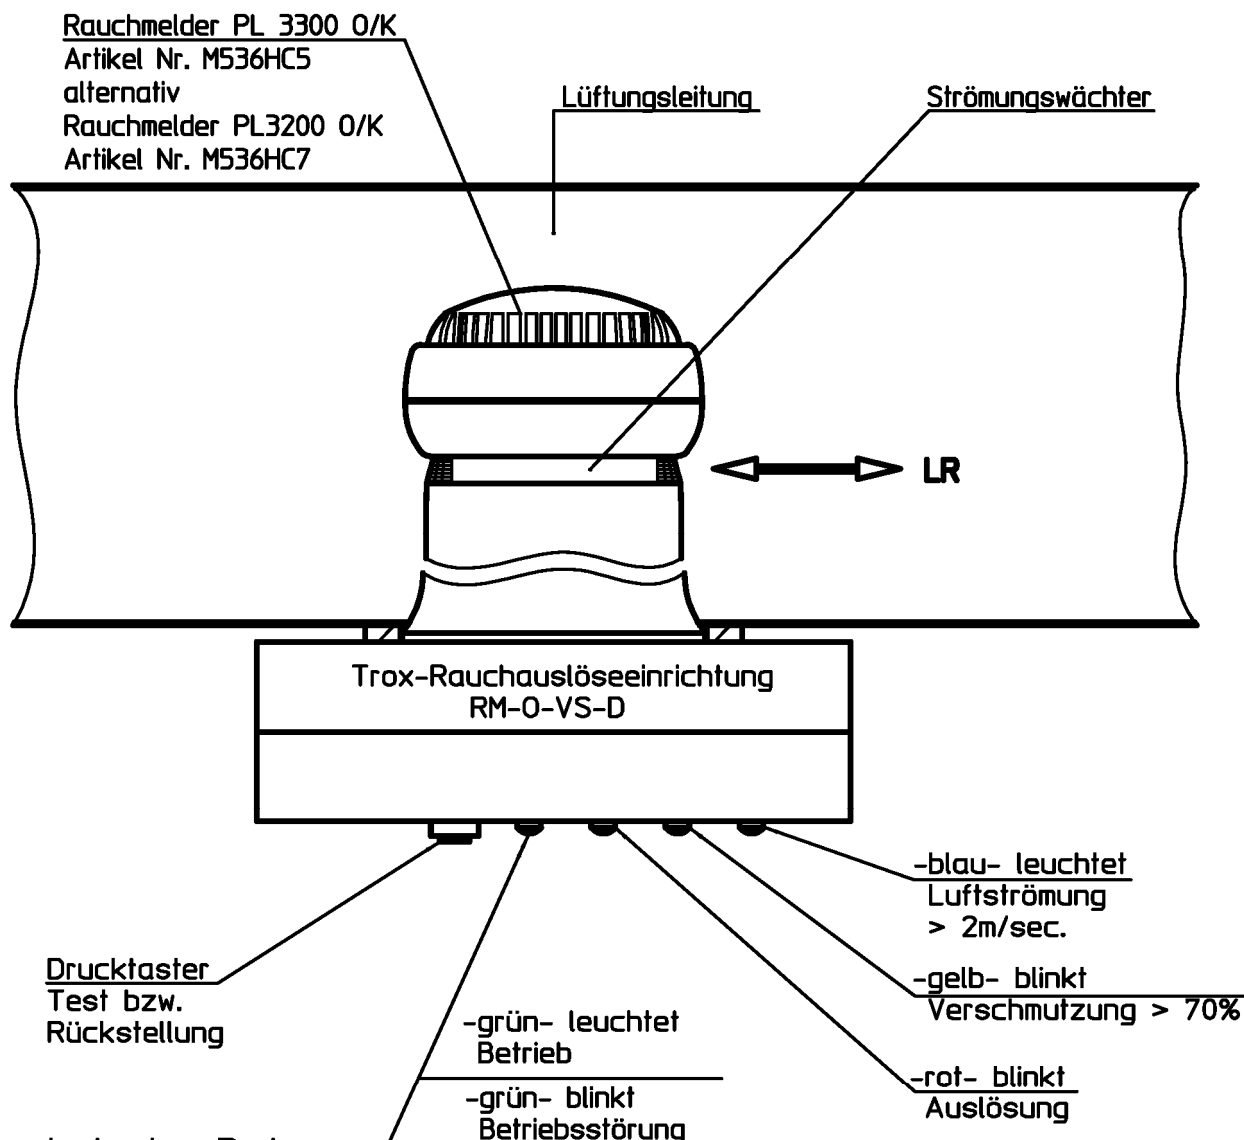 Rauchmelder PL 3300 O/K
Artikel Nr. M536HC5
alternativ
Rauchmelder PL3200 O/K
Artikel Nr. M536HC7
Lüftungsleitung
Strömungswächter
LR
Trox-Rauchauslöseeinrichtung
RM-O-VS-D
-blau- leuchtet
Luftströmung
> 2m/sec.
-gelb- blinkt
Verschmutzung > 70%
-rot- blinkt
Auslösung
Drucktaster
Test bzw.
Rückstellung
-grün- leuchtet
Betrieb
-grün- blinkt
Betriebsstörung